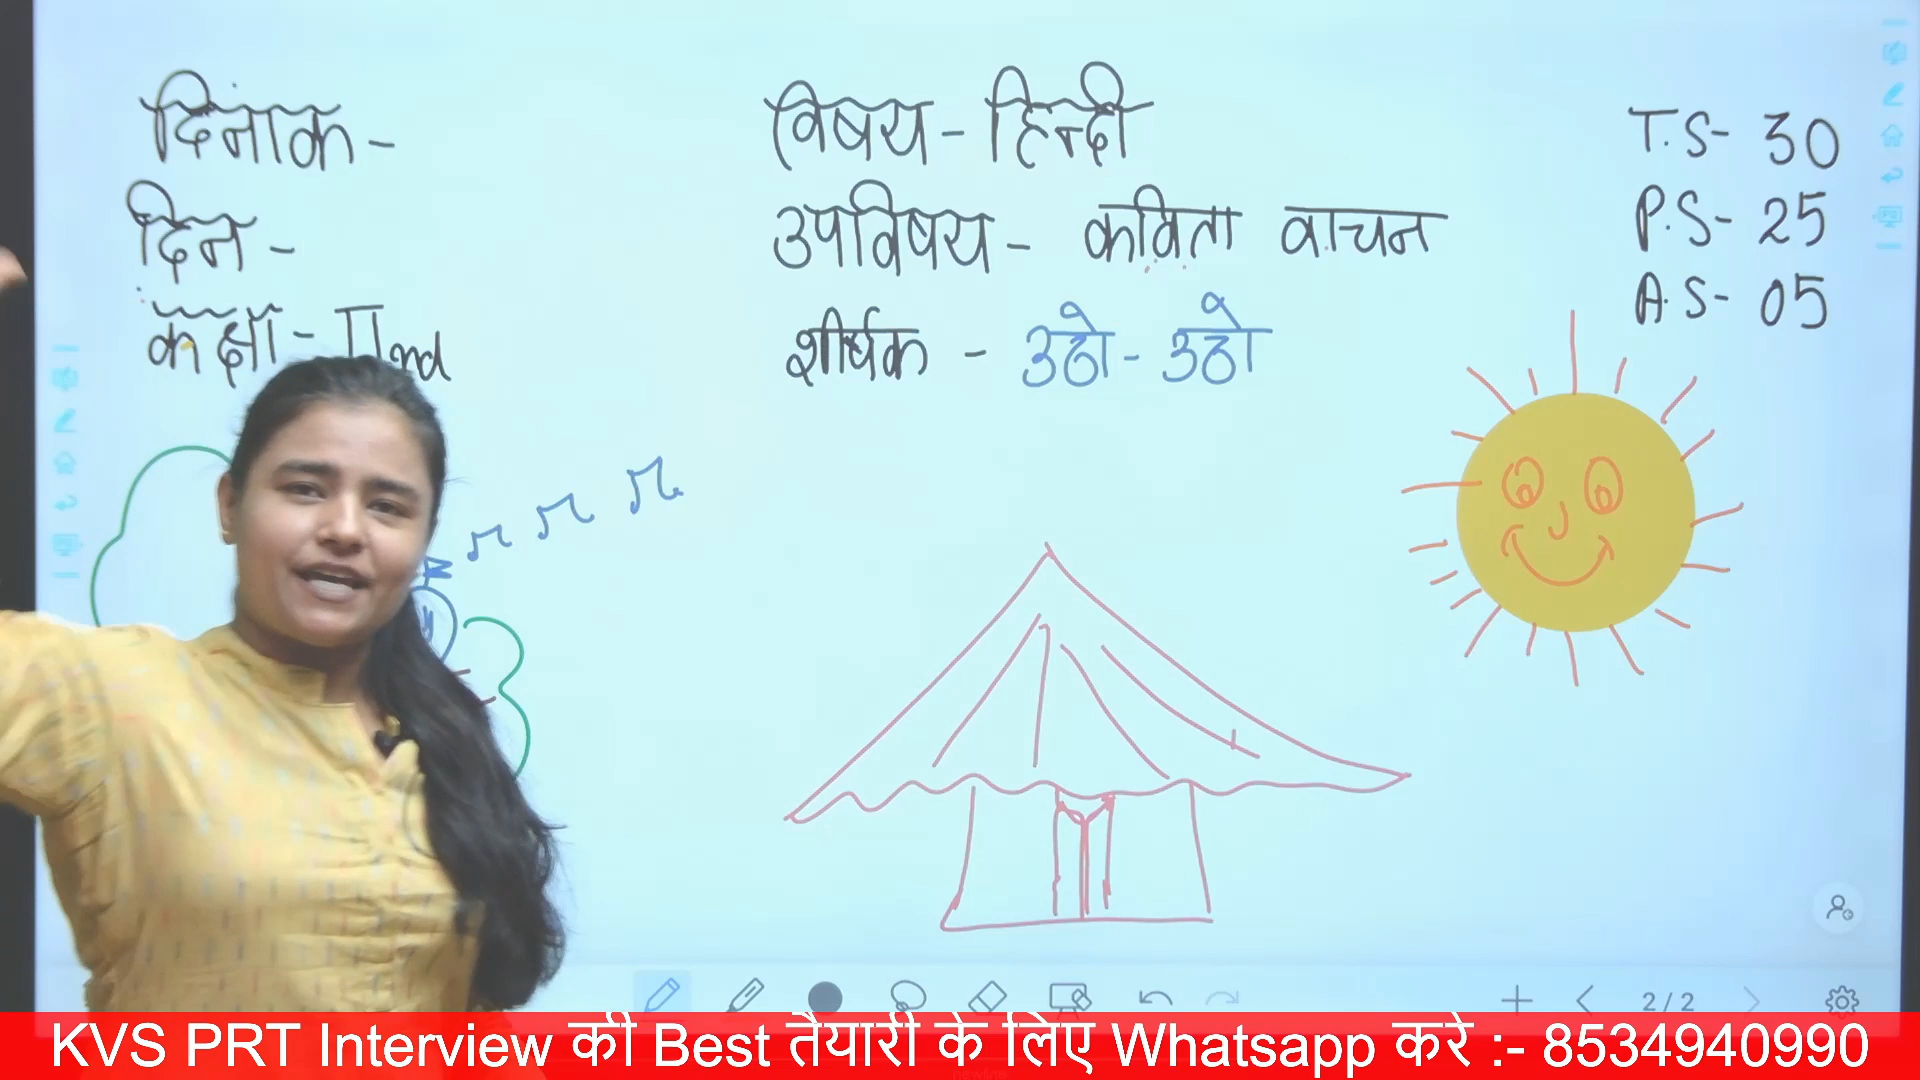 दिनांक-
दिन -
कक्षा - IInd
विषय - हिन्दी
उपविषय - कविता वाचन
शीर्षक - उठो - उठो
T.S- 30
P.S- 25
A.S- 05
2/2
KVS PRT Interview की Best तैयारी के लिए Whatsapp करे :- 8534940990